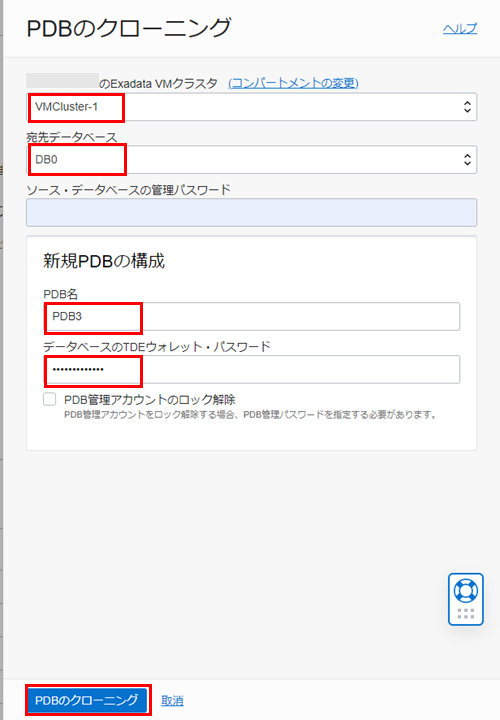 PDBのクローニング
ヘルプ
のExadata VMクラスタ (コンパートメントの変更)
VMCluster-1
宛先データベース
DB0
ソース・データベースの管理パスワード
新規PDBの構成
PDB名
PDB3
データベースのTDEウォレット・パスワード
•••••••••••••
PDB管理アカウントのロック解除
PDB管理アカウントをロック解除する場合、PDB管理パスワードを指定する必要があります。
PDBのクローニング 取消